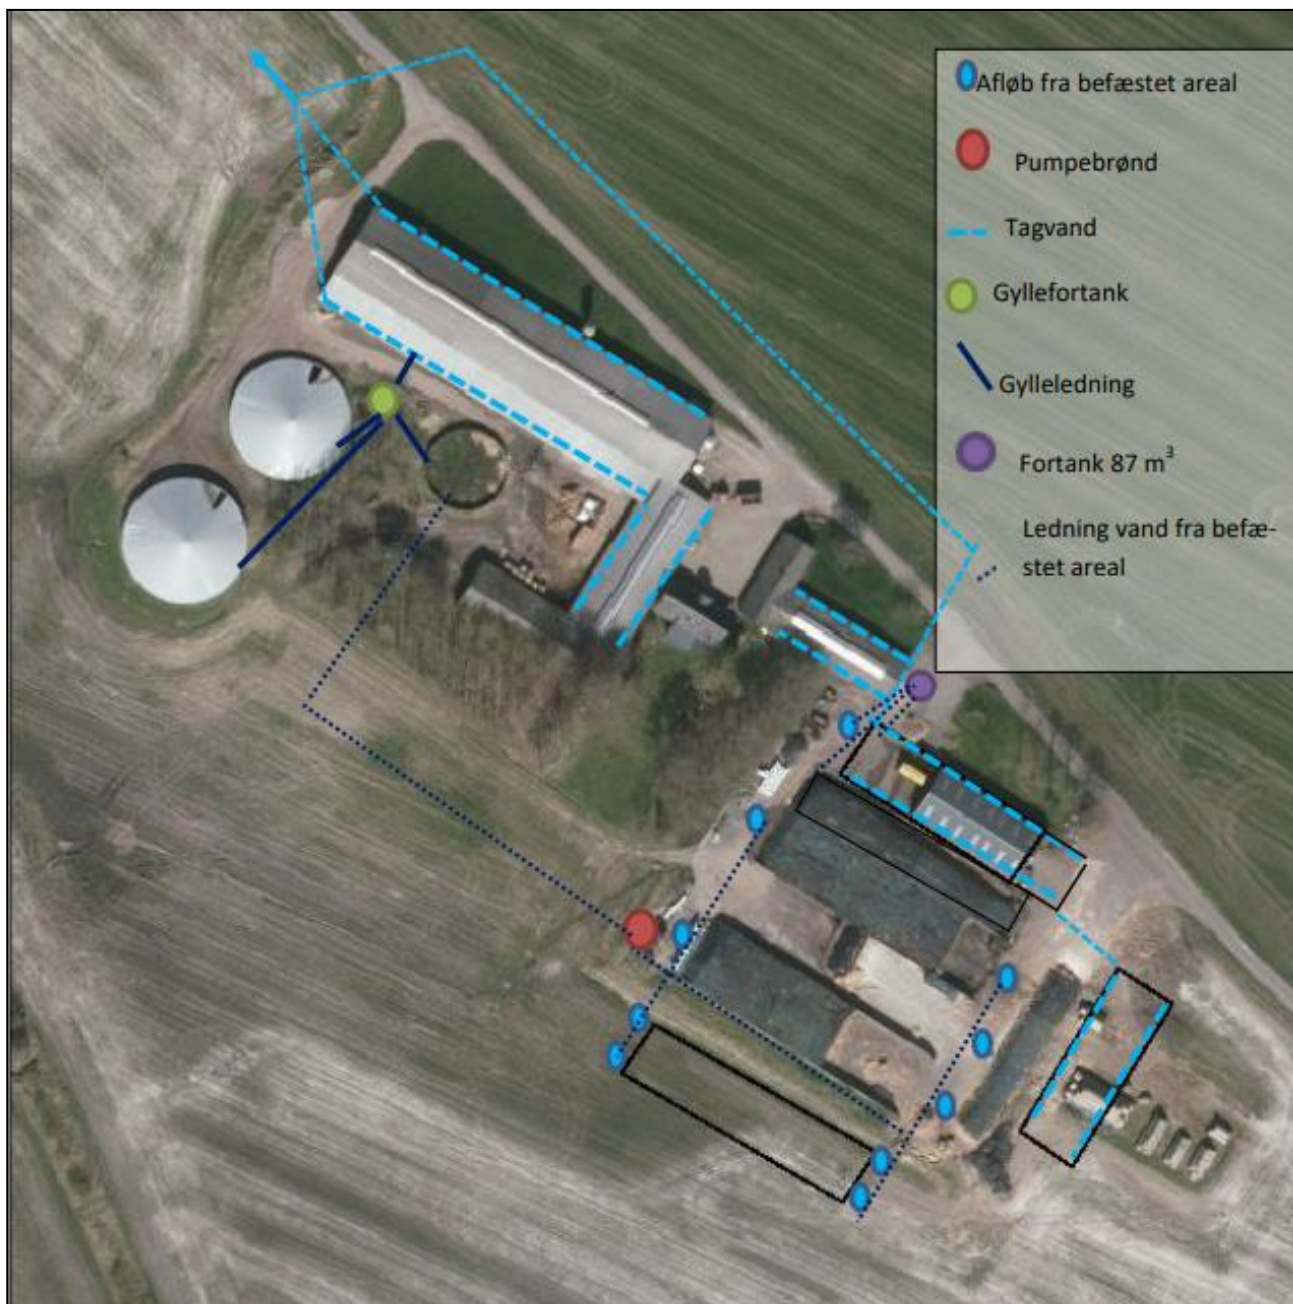 Afløb fra befæstet areal
Pumpebrønd
Tagvand
Gyllefortank
Gylleledning
Fortank 87 m³
Ledning vand fra befæ-
stet areal